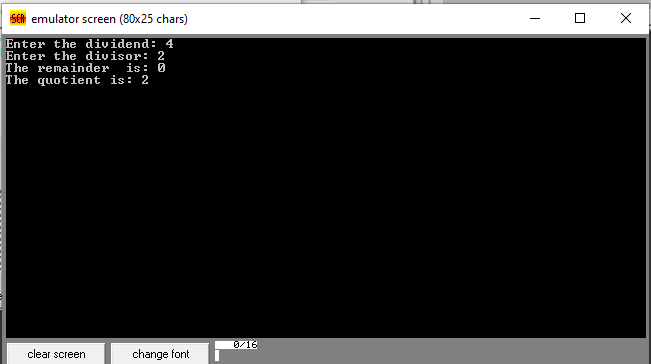 SCR emulator screen (80x25 chars)
Enter the dividend: 4
Enter the divisor: 2
The remainder  is: 0
The quotient is: 2
clear screen
change font
0/16